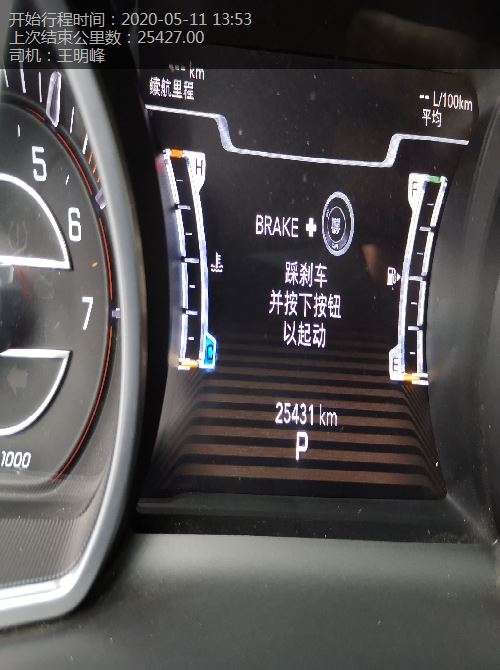 开始行程时间：2020-05-11 13:53
上次结束公里数：25427.00
司机：王明峰
--- km
续航里程
-- L/100km
平均
5
6
7
1000
H
F
BRAKE +
踩刹车
并按下按钮
以起动
C
E
25431 km
P